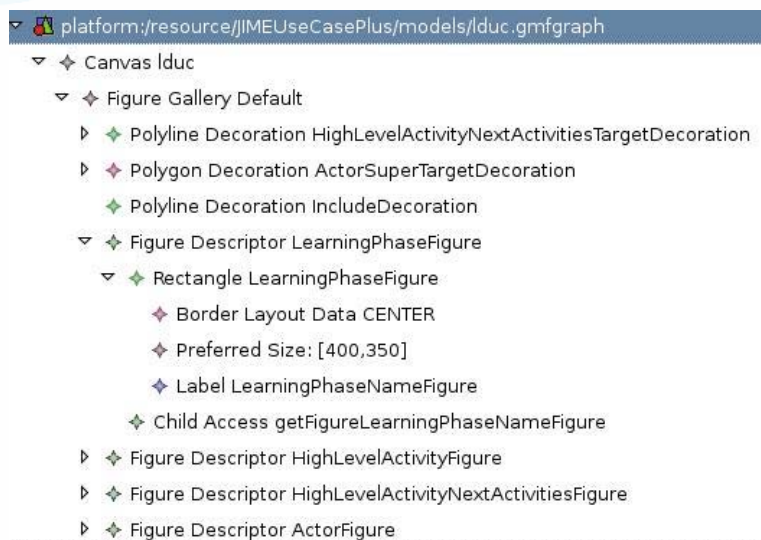 platform:/resource/JIMEUseCasePlus/models/lduc.gmfgraph
Canvas lduc
Figure Gallery Default
Polyline Decoration HighLevelActivityNextActivitiesTargetDecoration
Polygon Decoration ActorSuperTargetDecoration
Polyline Decoration IncludeDecoration
Figure Descriptor LearningPhaseFigure
Rectangle LearningPhaseFigure
Border Layout Data CENTER
Preferred Size: [400,350]
Label LearningPhaseNameFigure
Child Access getFigureLearningPhaseNameFigure
Figure Descriptor HighLevelActivityFigure
Figure Descriptor HighLevelActivityNextActivitiesFigure
Figure Descriptor ActorFigure